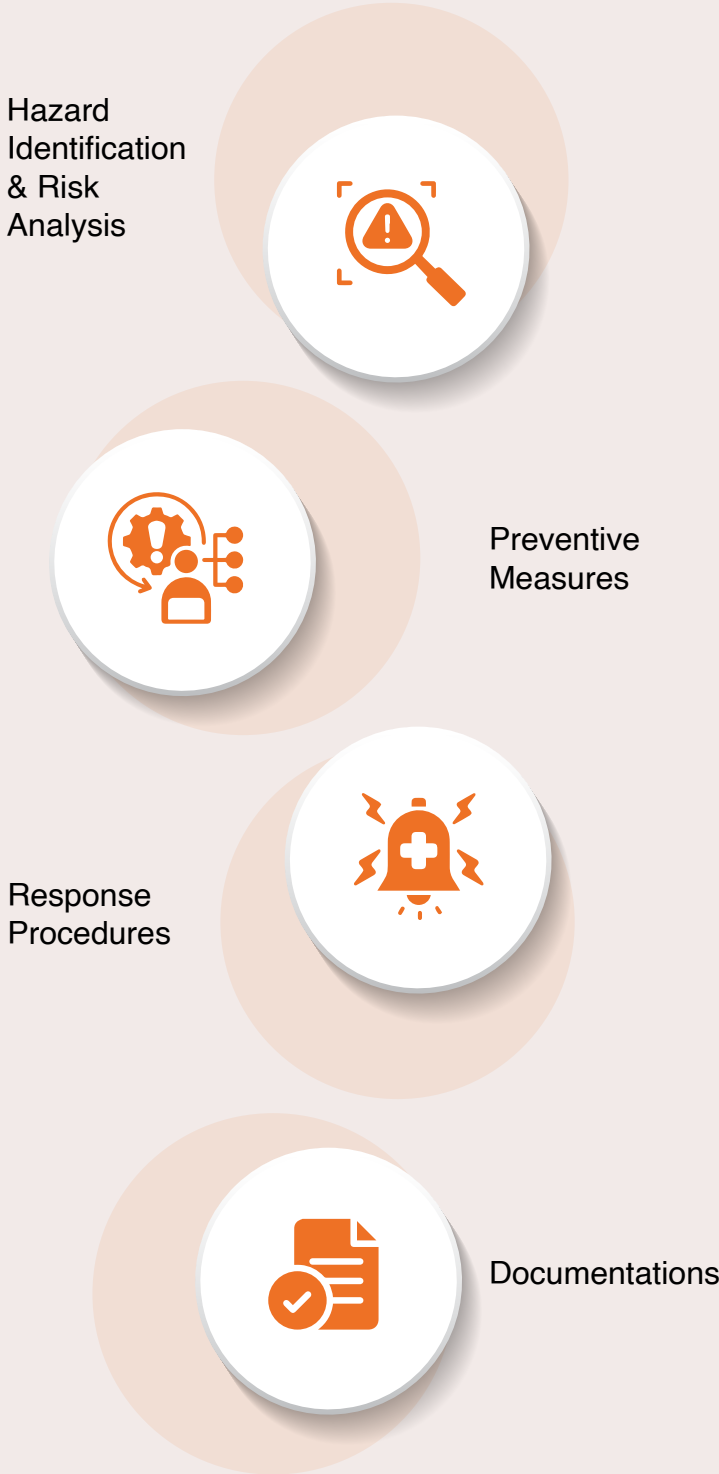 Hazard
Identification
& Risk
Analysis
Preventive
Measures
Response
Procedures
Documentations